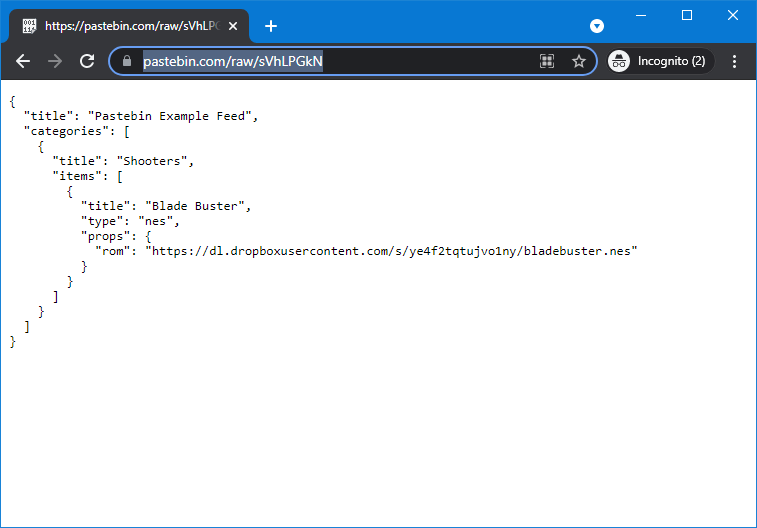 https://pastebin.com/raw/sVhLPG
pastebin.com/raw/sVhLPGkN
Incognito (2)
{
"title": "Pastebin Example Feed",
"categories": [
{
"title": "Shooters",
"items": [
{
"title": "Blade Buster",
"type": "nes",
"props": {
"rom": "https://dl.dropboxusercontent.com/s/ye4f2tqtujvo1ny/bladebuster.nes"
}
}
]
}
]
}